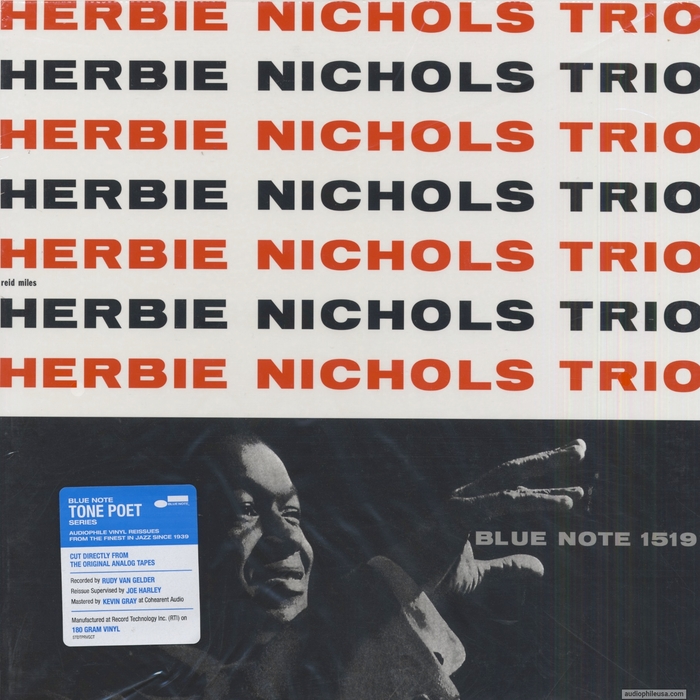 HERBIE NICHOLS TRIO
HERBIE NICHOLS TRIO
HERBIE NICHOLS TRIO
HERBIE NICHOLS TRIO
HERBIE NICHOLS TRIO
reid miles
HERBIE NICHOLS TRIO
HERBIE NICHOLS TRIO
BLUE NOTE 1519
BLUE NOTE
TONE POET
SERIES
AUDIOPHILE VINYL REISSUES
FROM THE FINEST IN JAZZ SINCE 1939
CUT DIRECTLY FROM
THE ORIGINAL ANALOG TAPES
Recorded by RUDY VAN GELDER
Reissue Supervised by JOE HARLEY
Mastered by KEVIN GRAY at Cohearent Audio
Manufactured at Record Technology Inc. (RTI) on
180 GRAM VINYL
audiophileusa.com